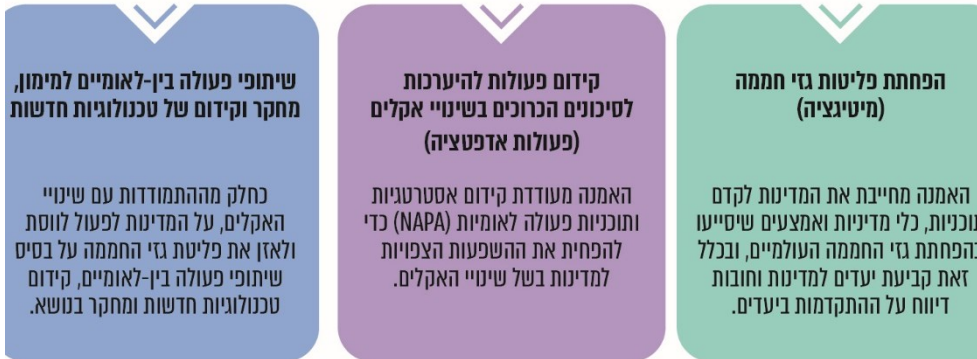 הפחתת פליטות גזי חממה
(מיטיגציה)
האמנה מחייבת את המדינות לקדם
תוכניות, כלי מדיניות ואמצעים שיסייעו
בהפחתת גזי החממה העולמיים, ובכלל
זאת קביעת יעדים למדינות וחובות
דיווח על ההתקדמות ביעדים.
קידום פעולות להיערכות
לסיכונים הכרוכים בשינויי אקלים
(פעולות אדפטציה)
האמנה מעודדת קידום אסטרטגיות
ותוכניות פעולה לאומיות (NAPA) כדי
להפחית את ההשפעות הצפויות
למדינות בשל שינויי האקלים.
שיתופי פעולה בין-לאומיים למימון,
מחקר וקידום של טכנולוגיות חדשות
כחלק מההתמודדות עם שינויי
האקלים, על המדינות לפעול לווסת
ולאזן את פליטת גזי החממה על בסיס
שיתופי פעולה בין-לאומיים, קידום
טכנולוגיות חדשות ומחקר בנושא.